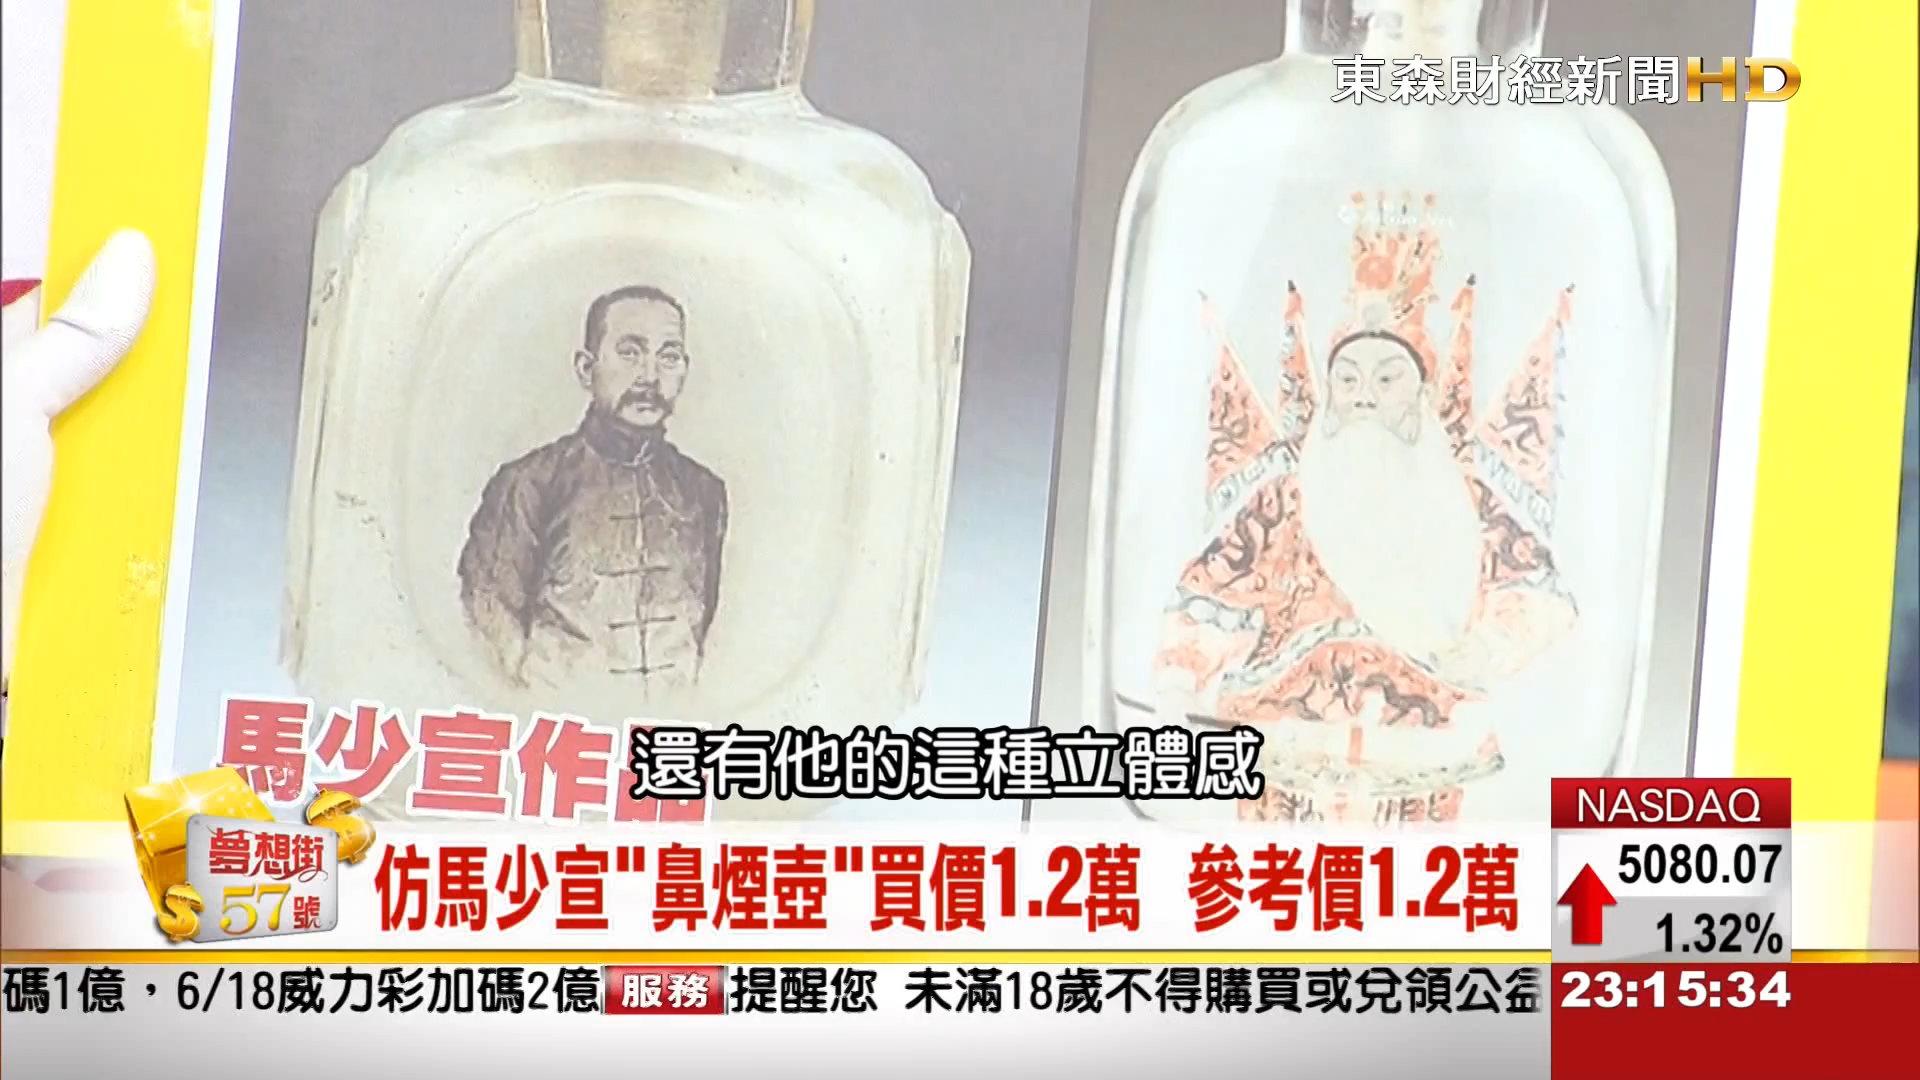 東森財經新聞HD
馬少宣作品
還有他的這種立體感
夢想街
57號
仿馬少宣"鼻煙壺"買價1.2萬 參考價1.2萬
NASDAQ
5080.07
1.32%
碼1億，6/18威力彩加碼2億 服務 提醒您 未滿18歲不得購買或兌領公益
23:15:34